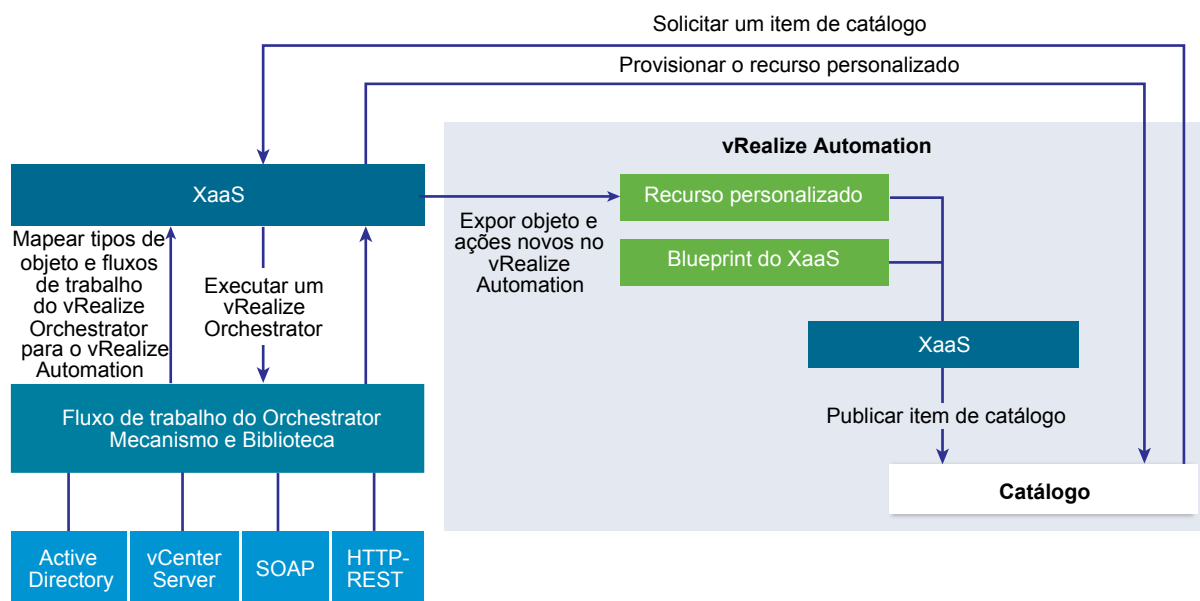 Solicitar um item de catálogo
Provisionar o recurso personalizado
vRealize Automation
XaaS
Recurso personalizado
Expor objeto e
ações novos no
vRealize
Automation
Blueprint do XaaS
Mapear tipos de
objeto e fluxos
de trabalho
do vRealize
Orchestrator
para o vRealize
Automation
Executar um
vRealize
Orchestrator
XaaS
Publicar item de catálogo
Fluxo de trabalho do Orchestrator
Mecanismo e Biblioteca
Catálogo
Active
Directory
vCenter
Server
SOAP
HTTP-
REST